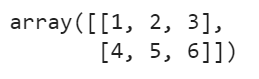 array([[1, 2, 3],
       [4, 5, 6]])